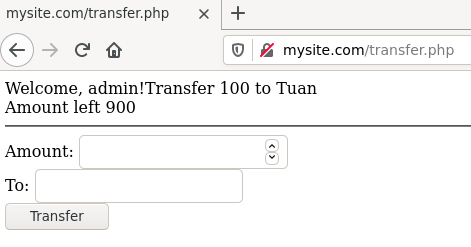 mysite.com/transfer.php
mysite.com/transfer.php
Welcome, admin!Transfer 100 to Tuan
Amount left 900
Amount:
To:
Transfer